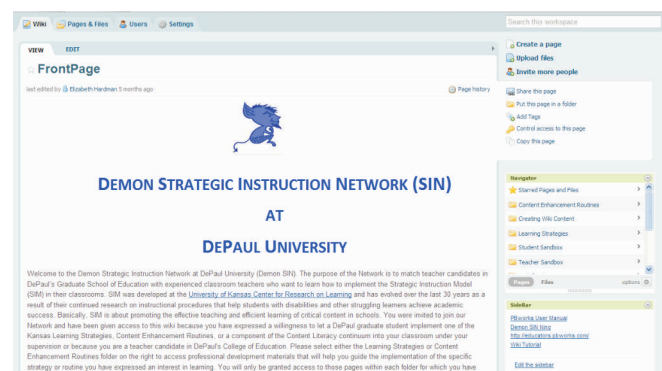 Wiki Pages & Files Users Settings
Search this workspace
VIEW EDIT
FrontPage
last edited by Elizabeth Hardman 5 months ago
Page history
DEMON STRATEGIC INSTRUCTION NETWORK (SIN)
AT
DEPAUL UNIVERSITY
Welcome to the Demon Strategic Instruction Network at DePaul University (Demon SIN). The purpose of the Network is to match teacher candidates in
DePaul's Graduate School of Education with experienced classroom teachers who want to learn how to implement the Strategic Instruction Model
(SIM) in their classrooms. SIM was developed at the University of Kansas Center for Research on Learning and has evolved over the last 30 years as a
result of their continued research on instructional procedures that help students with disabilities and other struggling learners achieve academic
success. Basically, SIM is about promoting the effective teaching and efficient learning of critical content in schools. You were invited to join our
Network and have been given access to this wiki because you have expressed a willingness to let a DePaul graduate student implement one of the
Kansas Learning Strategies, Content Enhancement Routines, or a component of the Content Literacy continuum into your classroom under your
supervision or because you are a teacher candidate in DePaul's College of Education. Please select either the Learning Strategies or Content
Enhancement Routines folder on the right to access professional development materials that will help you guide the implementation of the specific
strategy or routine you have expressed an interest in learning. You will only be granted access to those pages within each folder for which you have
Create a page
Upload files
Invite more people
Share this page
Put this page in a folder
Add Tags
Control access to this page
Copy this page
Navigator
Starred Pages and Files
Content Enhancement Routines
Creating Wiki Content
Learning Strategies
Student Sandbox
Teacher Sandbox
Pages Files options
SideBar
PBworks User Manual
Demon SIN Ning
http://educators.pbworks.com/
Wiki Tutorial
Edit the sidebar